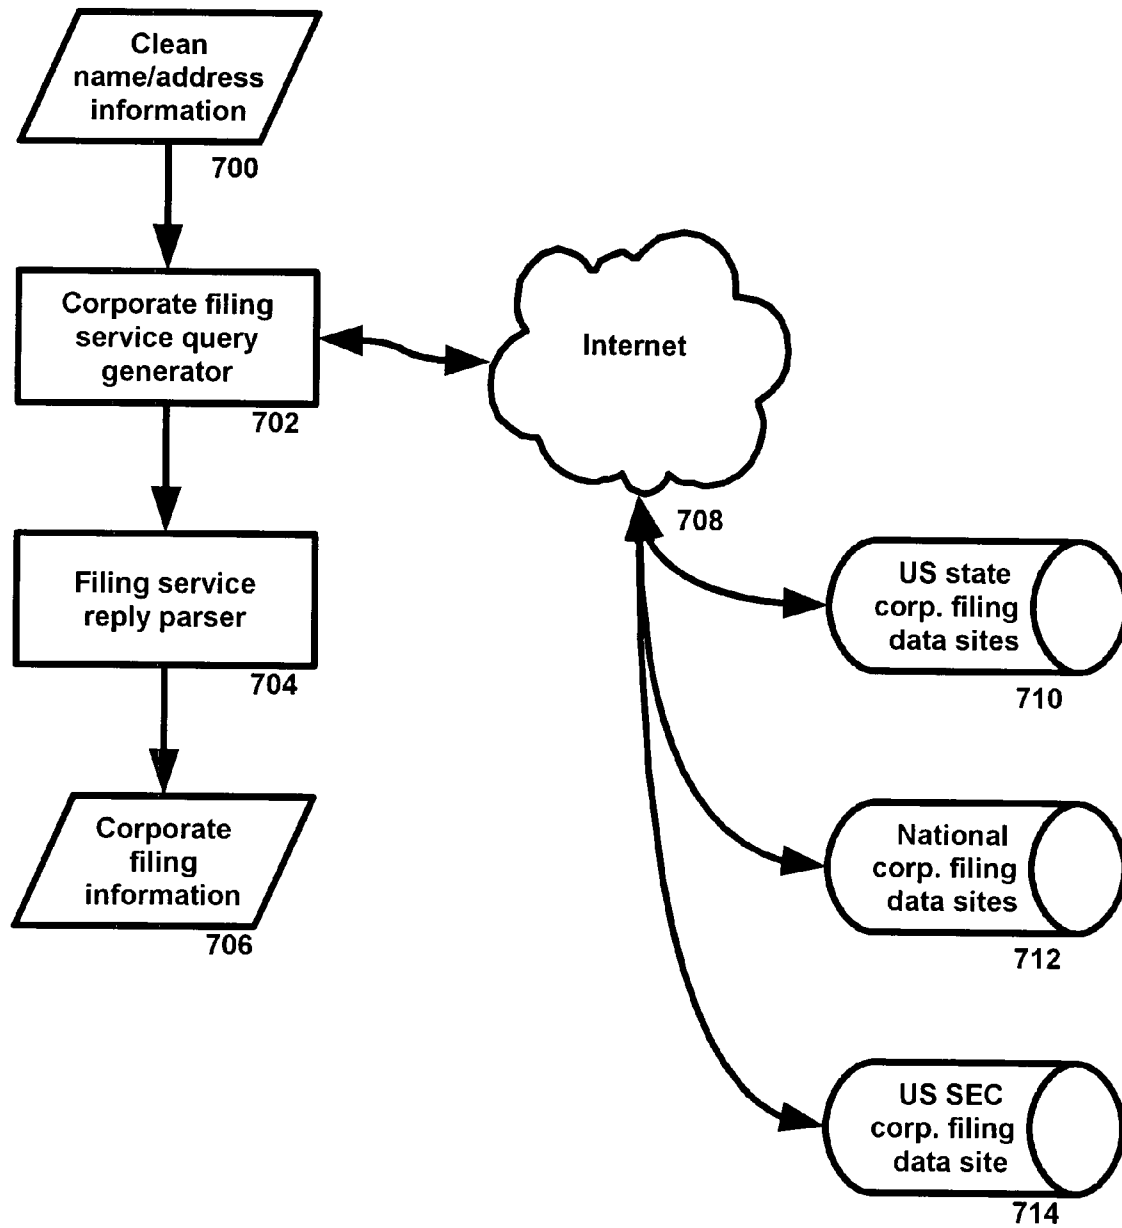 Clean
name/address
information
700
Corporate filing
service query
generator
702
Internet
708
Filing service
reply parser
704
US state
corp. filing
data sites
710
Corporate
filing
information
706
National
corp. filing
data sites
712
US SEC
corp. filing
data site
714